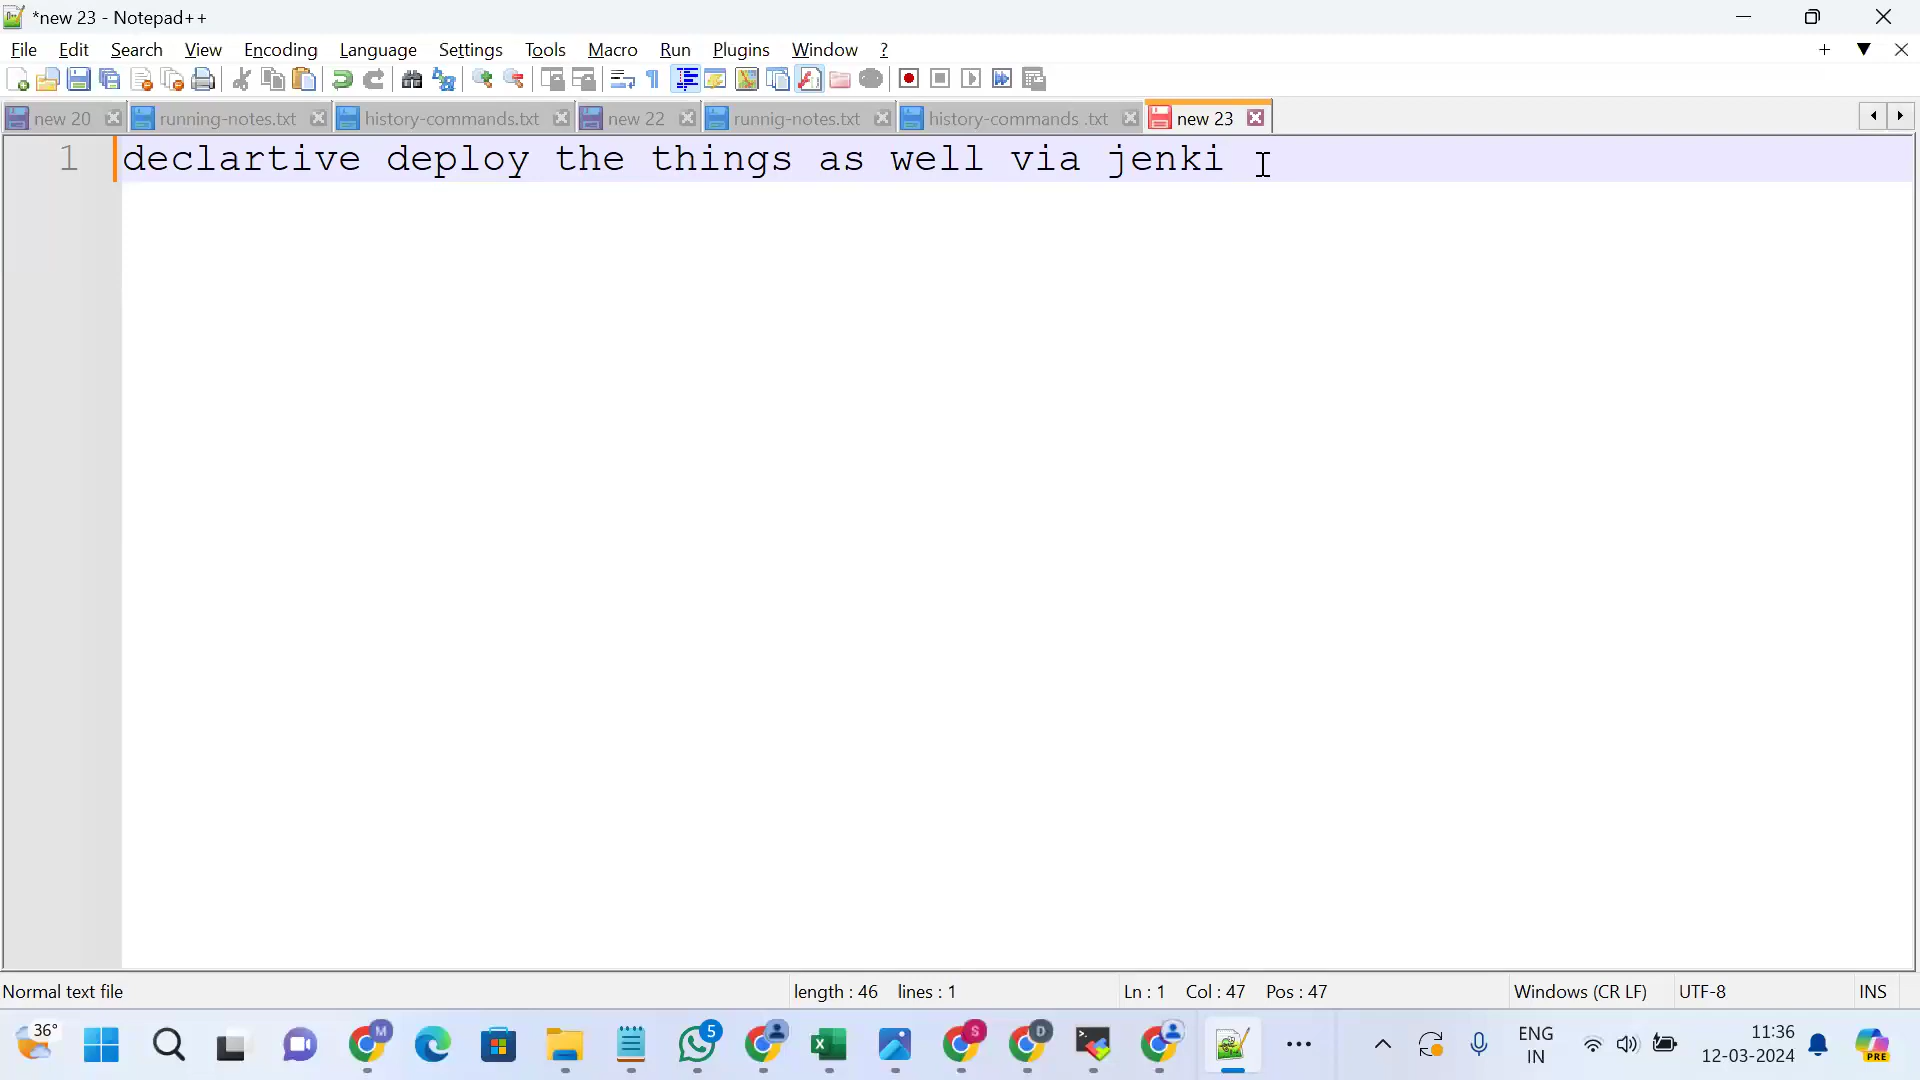 *new 23 - Notepad++
File Edit Search View Encoding Language Settings Tools Macro Run Plugins Window ?
new 20 running-notes.txt history-commands.txt new 22 runnig-notes.txt history-commands .txt new 23
1 declartive deploy the things as well via jenki
Normal text file length : 46 lines : 1 Ln : 1 Col : 47 Pos : 47 Windows (CR LF) UTF-8 INS
36° M 5 S D ENG 11:36
IN 12-03-2024 PRE